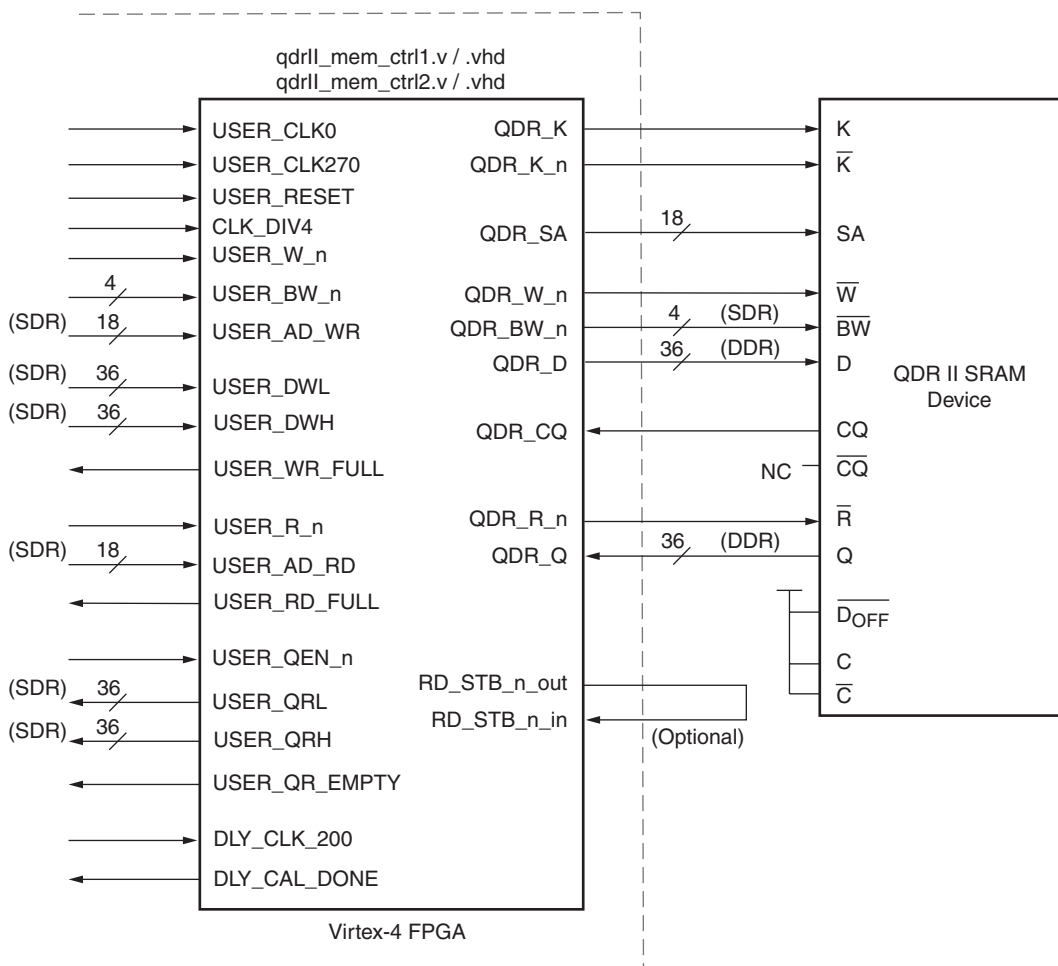 qdrII_mem_ctrl1.v / .vhd
qdrII_mem_ctrl2.v / .vhd
USER_CLK0
USER_CLK270
USER_RESET
CLK_DIV4
USER_W_n
4
USER_BW_n
(SDR) 18
USER_AD_WR
(SDR) 36
USER_DWL
(SDR) 36
USER_DWH
USER_WR_FULL
USER_R_n
(SDR) 18
USER_AD_RD
USER_RD_FULL
USER_QEN_n
(SDR) 36
USER_QRL
(SDR) 36
USER_QRH
USER_QR_EMPTY
DLY_CLK_200
DLY_CAL_DONE
QDR_K
QDR_K_n
QDR_SA
18
QDR_W_n
QDR_BW_n
4 (SDR)
QDR_D
36 (DDR)
QDR_CQ
NC
QDR_R_n
QDR_Q
36 (DDR)
RD_STB_n_out
RD_STB_n_in
(Optional)
K
K̅
SA
W̅
B̅W̅
D
CQ
C̅Q̅
R̅
Q
D̅O̅F̅F̅
C
C̅
QDR II SRAM
Device
Virtex-4 FPGA